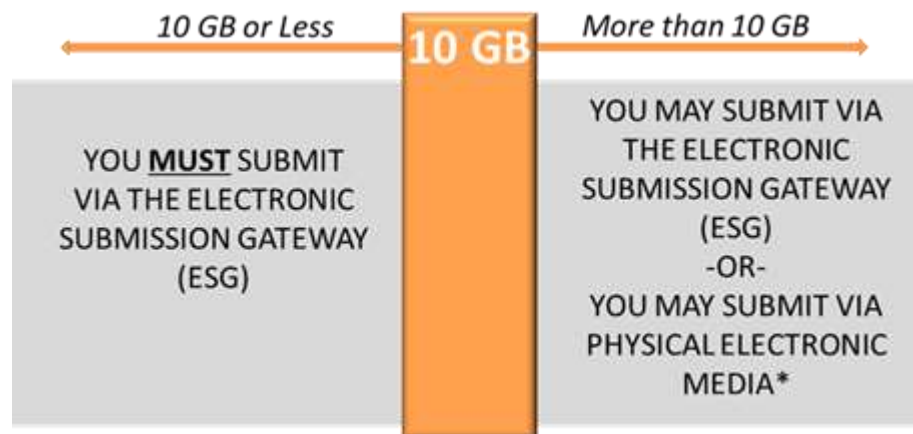 10 GB or Less
10 GB
More than 10 GB
YOU MUST SUBMIT
VIA THE ELECTRONIC
SUBMISSION GATEWAY
(ESG)
YOU MAY SUBMIT VIA
THE ELECTRONIC
SUBMISSION GATEWAY
(ESG)
-OR-
YOU MAY SUBMIT VIA
PHYSICAL ELECTRONIC
MEDIA*